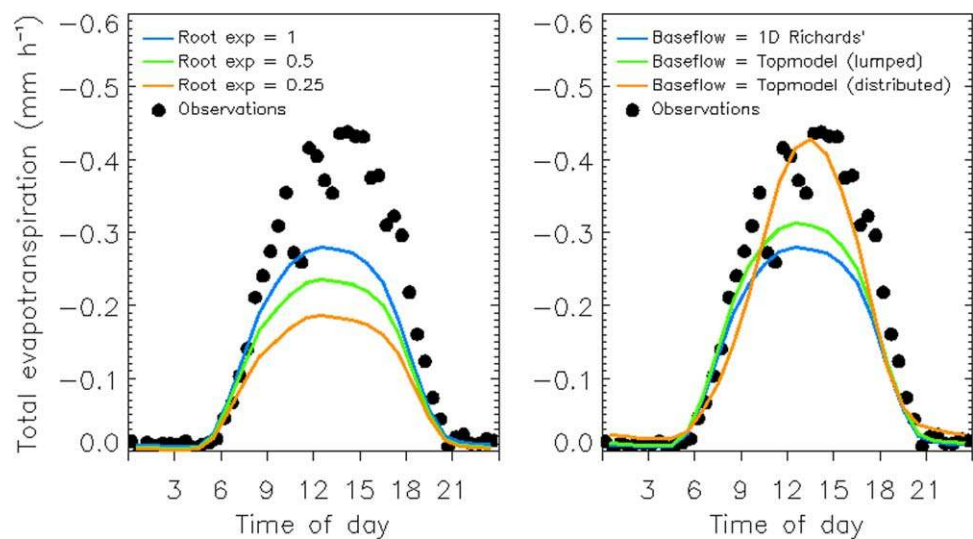 Total evapotranspiration (mm h⁻¹)
−0.6
−0.5
−0.4
−0.3
−0.2
−0.1
0.0
Root exp = 1
Root exp = 0.5
Root exp = 0.25
Observations
3 6 9 12 15 18 21
Time of day
−0.6
−0.5
−0.4
−0.3
−0.2
−0.1
0.0
Baseflow = 1D Richards'
Baseflow = Topmodel (lumped)
Baseflow = Topmodel (distributed)
Observations
3 6 9 12 15 18 21
Time of day